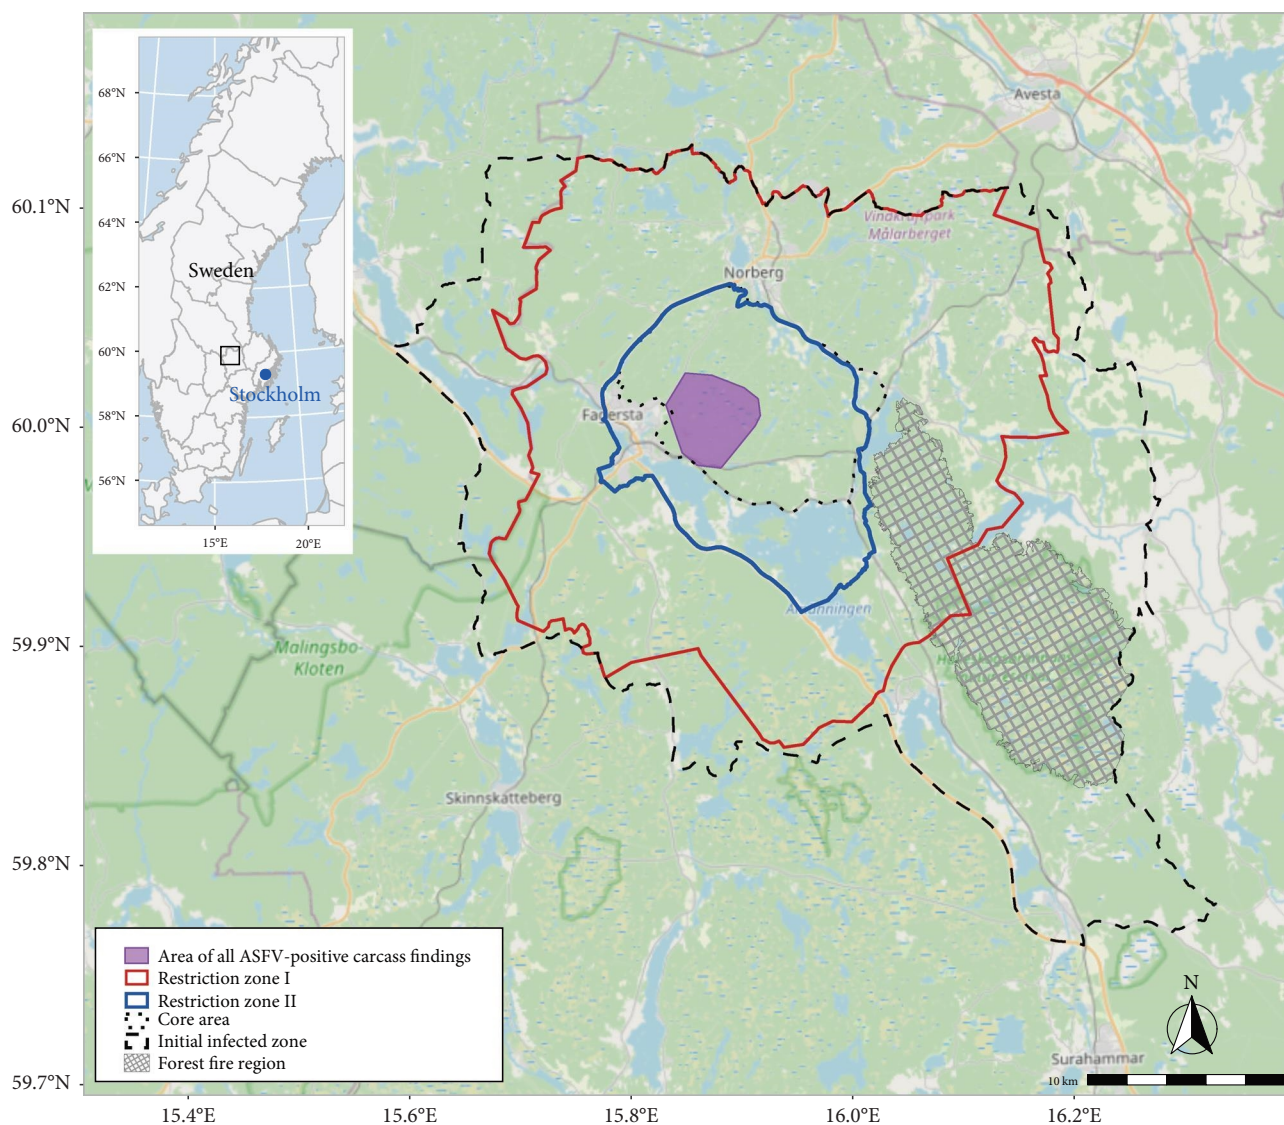 68°N
66°N
64°N
62°N
60°N
58°N
56°N
15°E
20°E
Sweden
Stockholm
60.1°N
60.0°N
59.9°N
59.8°N
59.7°N
Avesta
Vindkraftpark
Målarberget
Norberg
Fagersta
Malingsbo-
Kloten
Skinnskatteberg
Surahammar
Area of all ASFV-positive carcass findings
Restriction zone I
Restriction zone II
Core area
Initial infected zone
Forest fire region
N
10 km
15.4°E
15.6°E
15.8°E
16.0°E
16.2°E